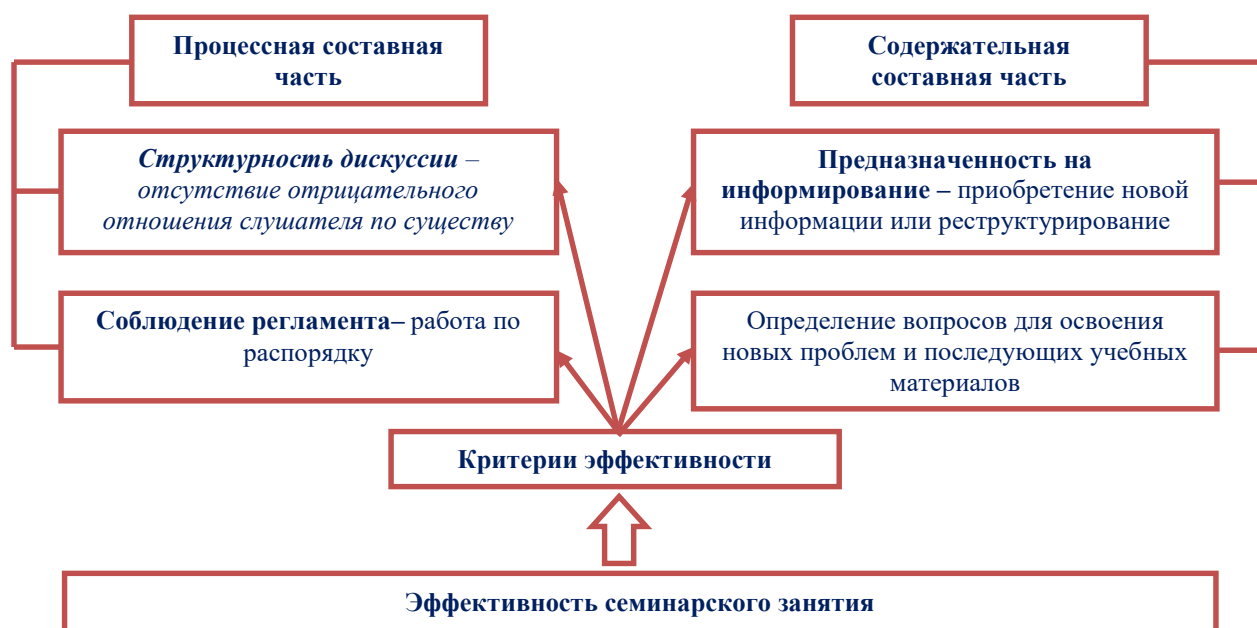 Процессная составная
часть
Содержательная
составная часть
Структурность дискуссии –
отсутствие отрицательного
отношения слушателя по существу
Предназначенность на
информирование – приобретение новой
информации или реструктурирование
Соблюдение регламента– работа по
распорядку
Определение вопросов для освоения
новых проблем и последующих учебных
материалов
Критерии эффективности
Эффективность семинарского занятия